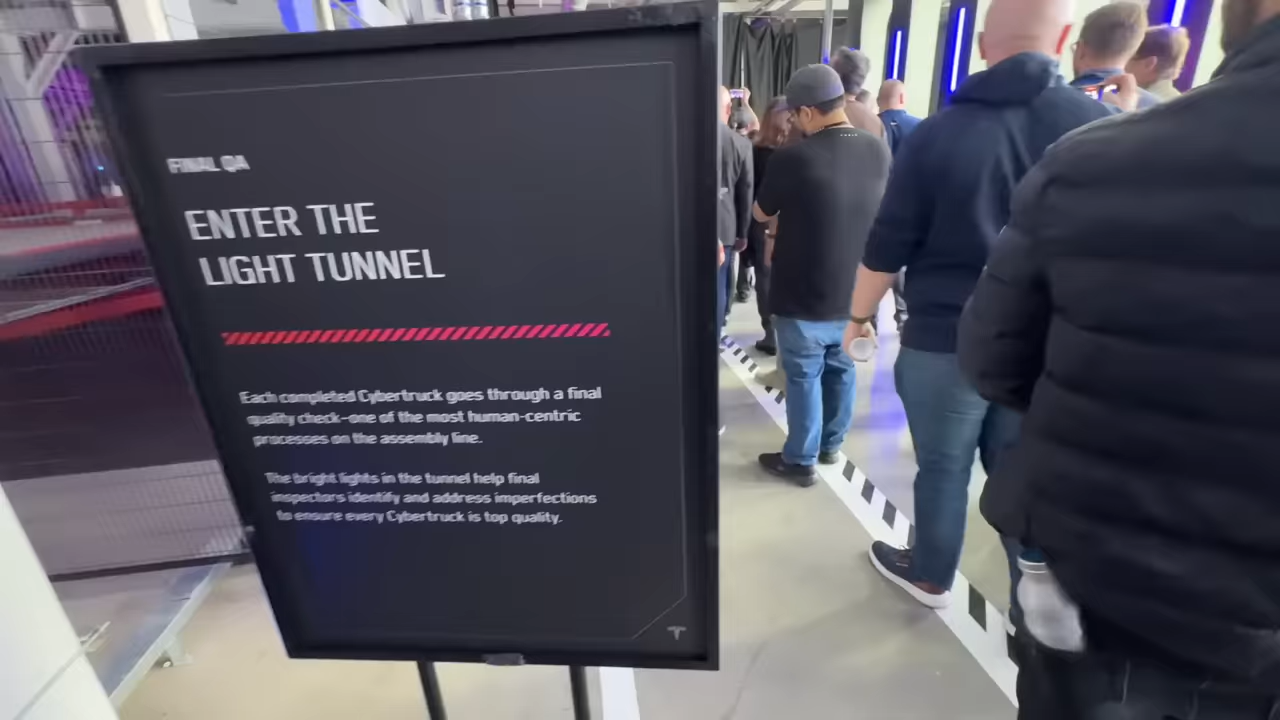 FINAL QA
ENTER THE
LIGHT TUNNEL
Each completed Cybertruck goes through a final
quality check–one of the most human-centric
processes on the assembly line.
The bright lights in the tunnel help final
inspectors identify and address imperfections
to ensure every Cybertruck is top quality.